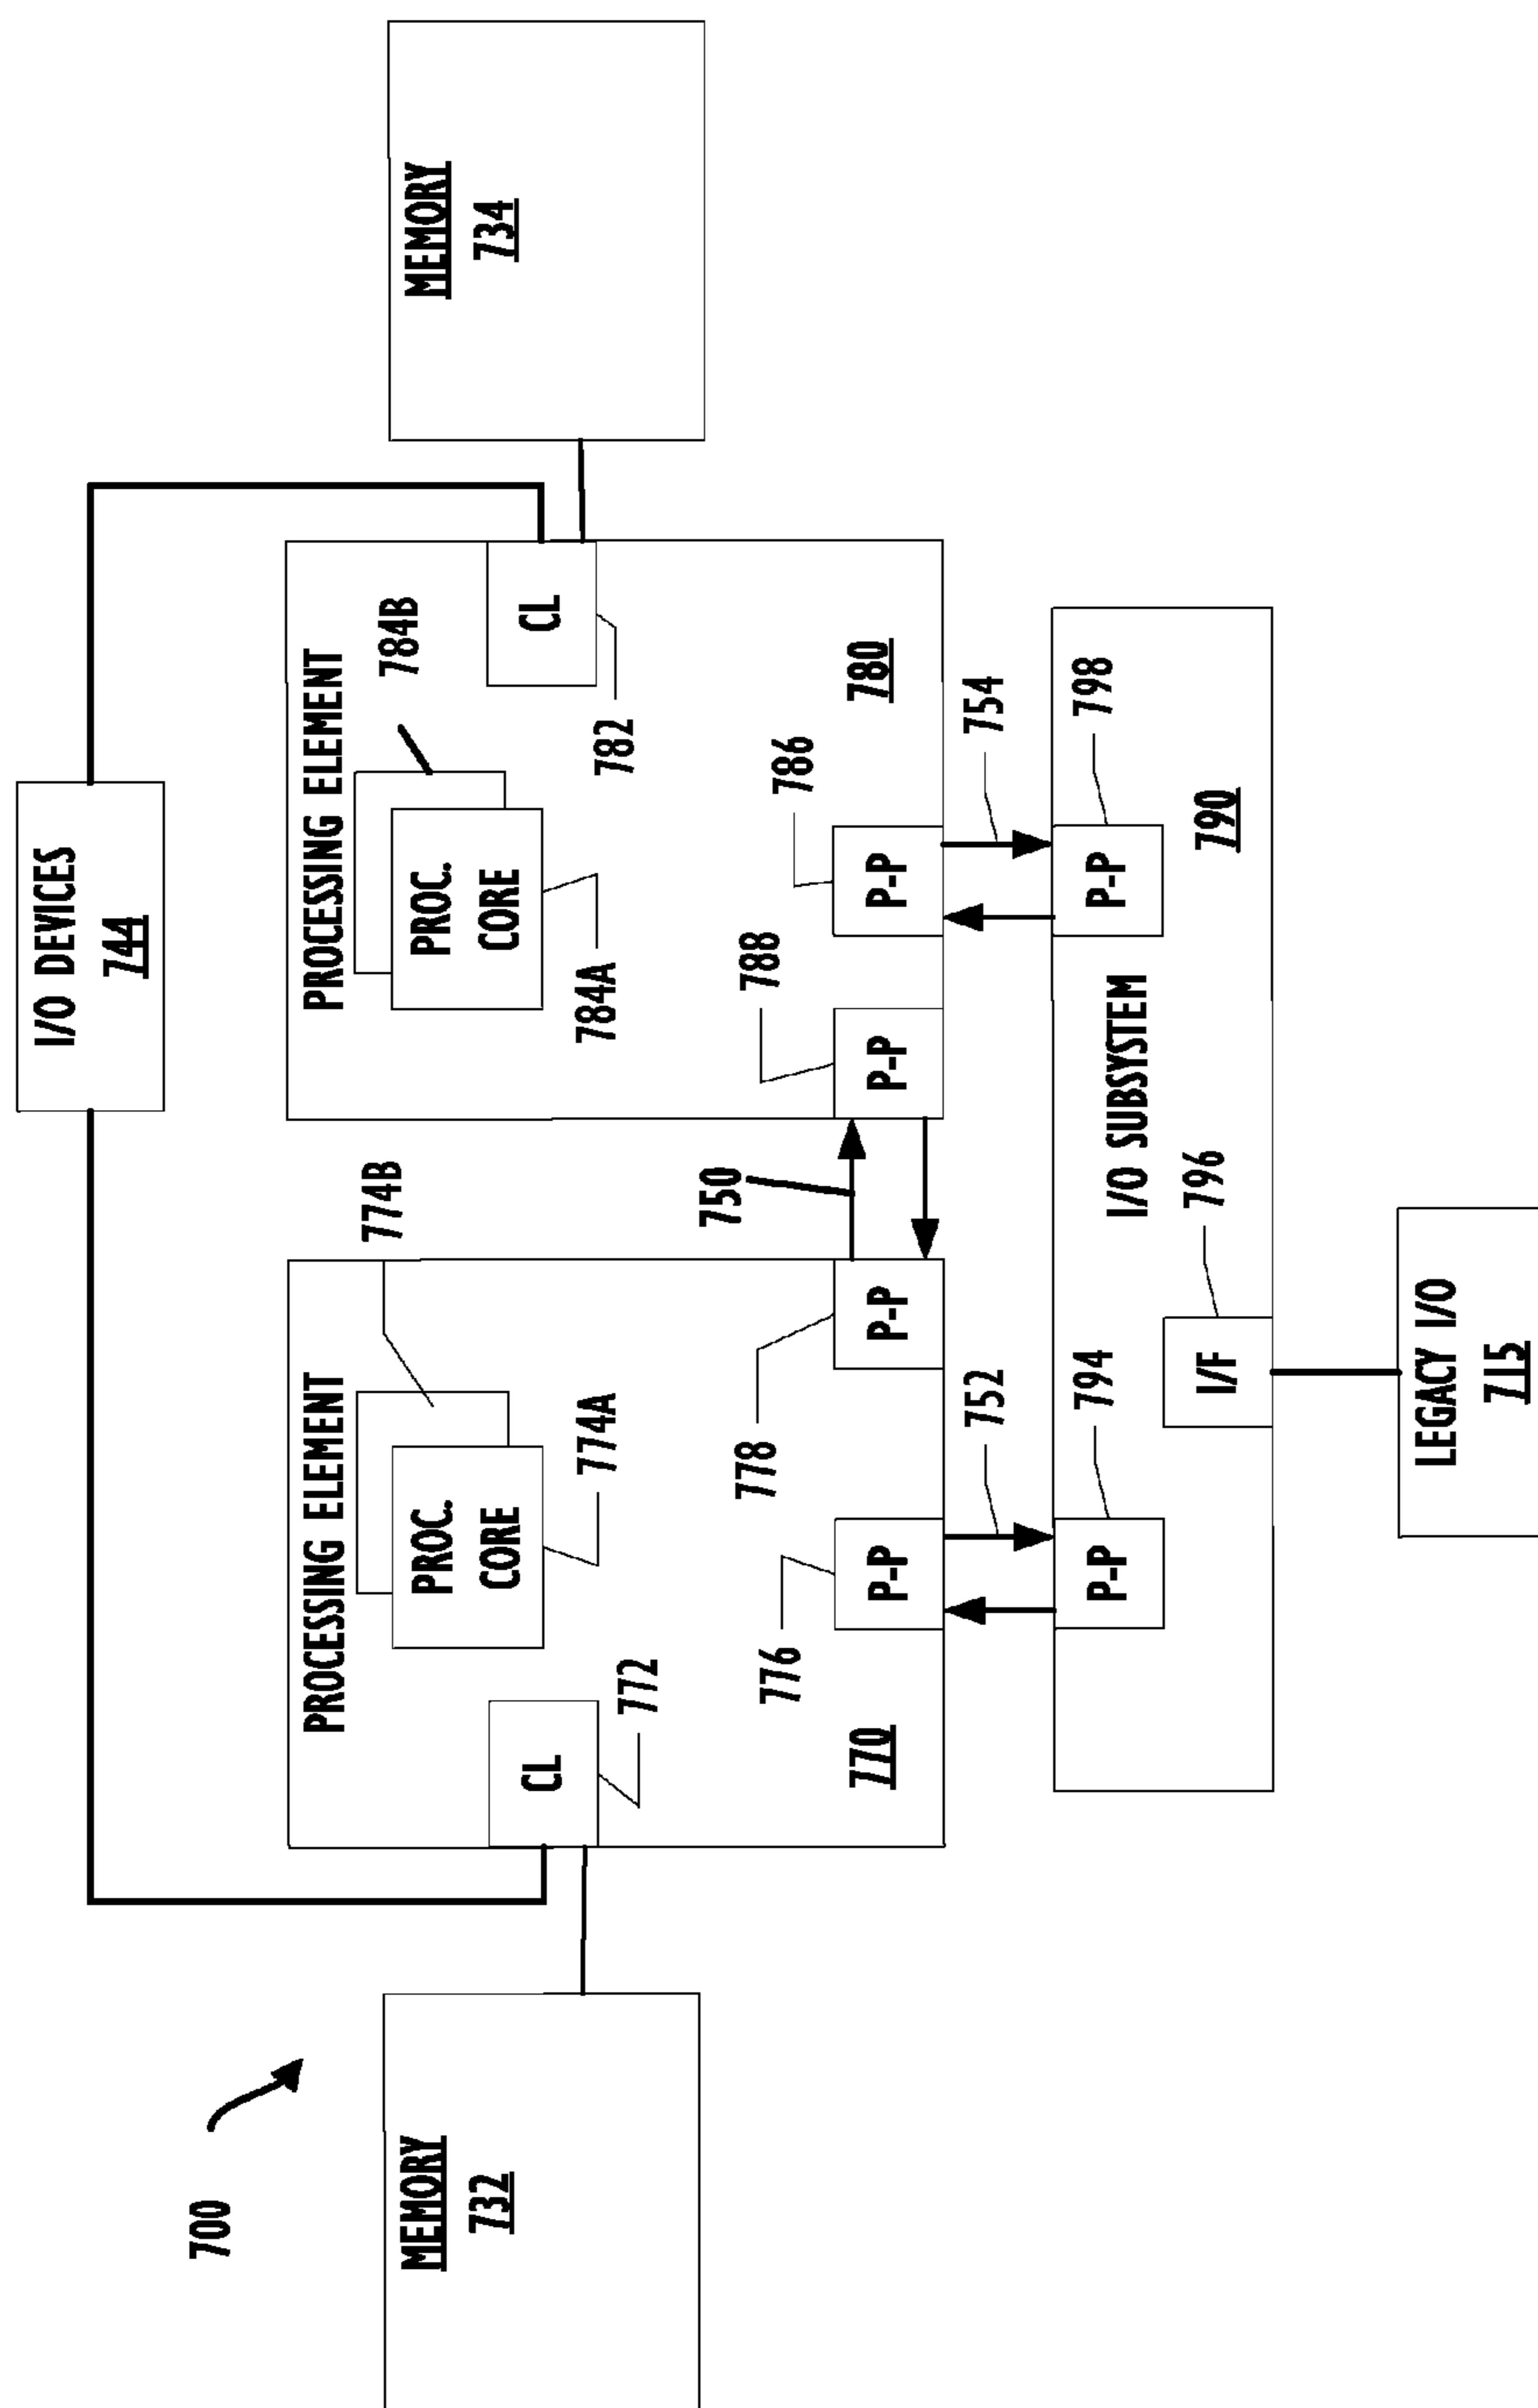 700
I/O DEVICES
744
MEMORY
732
MEMORY
734
PROCESSING ELEMENT
774B
PROC.
CORE
774A
CL
772
778
P-P
776
P-P
770
750
PROCESSING ELEMENT
784B
PROC.
CORE
784A
CL
782
788
P-P
786
P-P
780
752
754
794
P-P
I/O SUBSYSTEM
798
P-P
790
796
I/F
LEGACY I/O
715